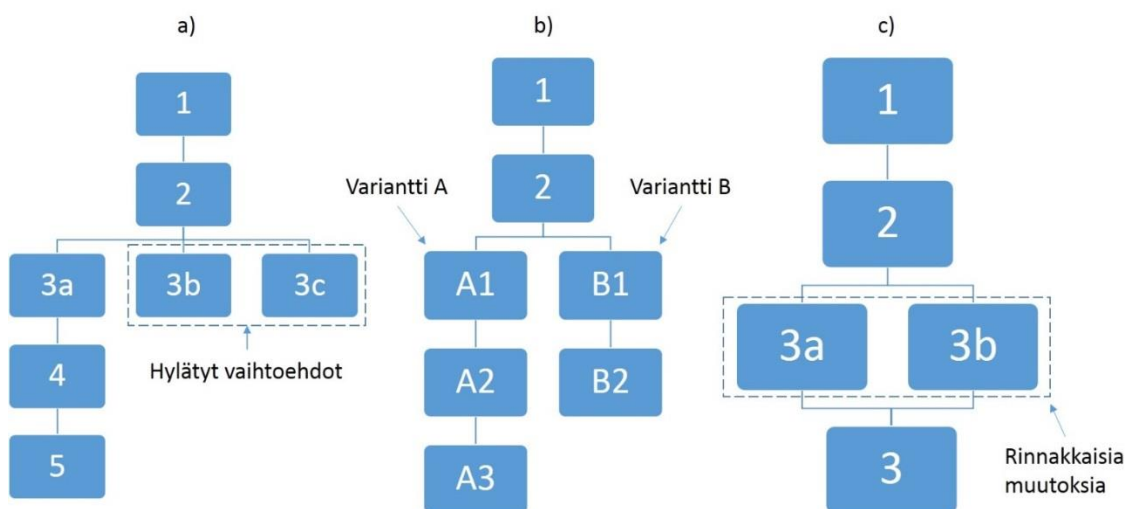 a)
1
2
3a
3b
3c
Hylätyt vaihtoehdot
4
5
b)
1
2
Variantti A
Variantti B
A1
B1
A2
B2
A3
c)
1
2
3a
3b
3
Rinnakkaisia
muutoksia